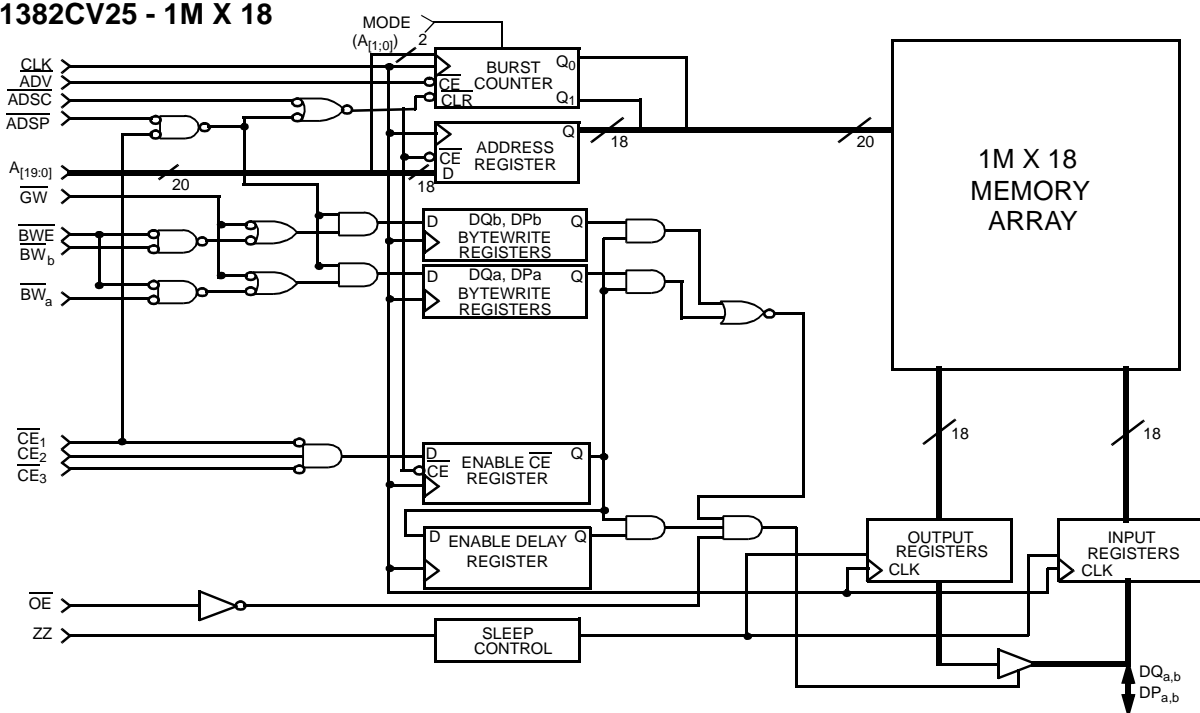 1382CV25 - 1M X 18
MODE
(A[1;0]) 2
CLK
ADV
ADSC
ADSP
A[19:0]
20
GW
BWE
BWb
BWa
CE1
CE2
CE3
OE
ZZ
BURST
COUNTER
CE
CLR
Q0
Q1
ADDRESS
REGISTER
CE
D
Q
18
18
20
1M X 18
MEMORY
ARRAY
D DQb, DPb Q
BYTEWRITE
REGISTERS
D DQa, DPa Q
BYTEWRITE
REGISTERS
D ENABLE CE Q
CE REGISTER
D ENABLE DELAY Q
REGISTER
SLEEP
CONTROL
18
18
OUTPUT
REGISTERS
CLK
INPUT
REGISTERS
CLK
DQa,b
DPa,b